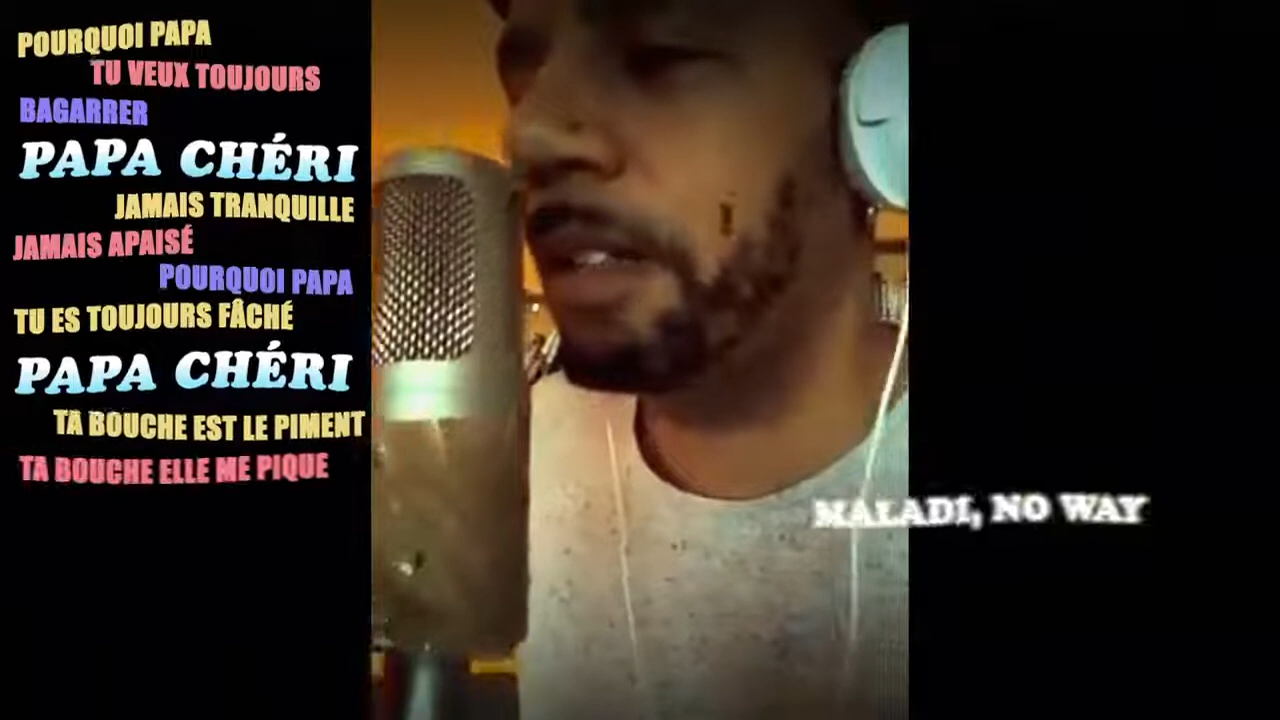 POURQUOI PAPA
TU VEUX TOUJOURS
BAGARRER
PAPA CHÉRI
JAMAIS TRANQUILLE
JAMAIS APAISÉ
POURQUOI PAPA
TU ES TOUJOURS FÂCHÉ
PAPA CHÉRI
TA BOUCHE EST LE PIMENT
TA BOUCHE ELLE ME PIQUE
MALADI, NO WAY